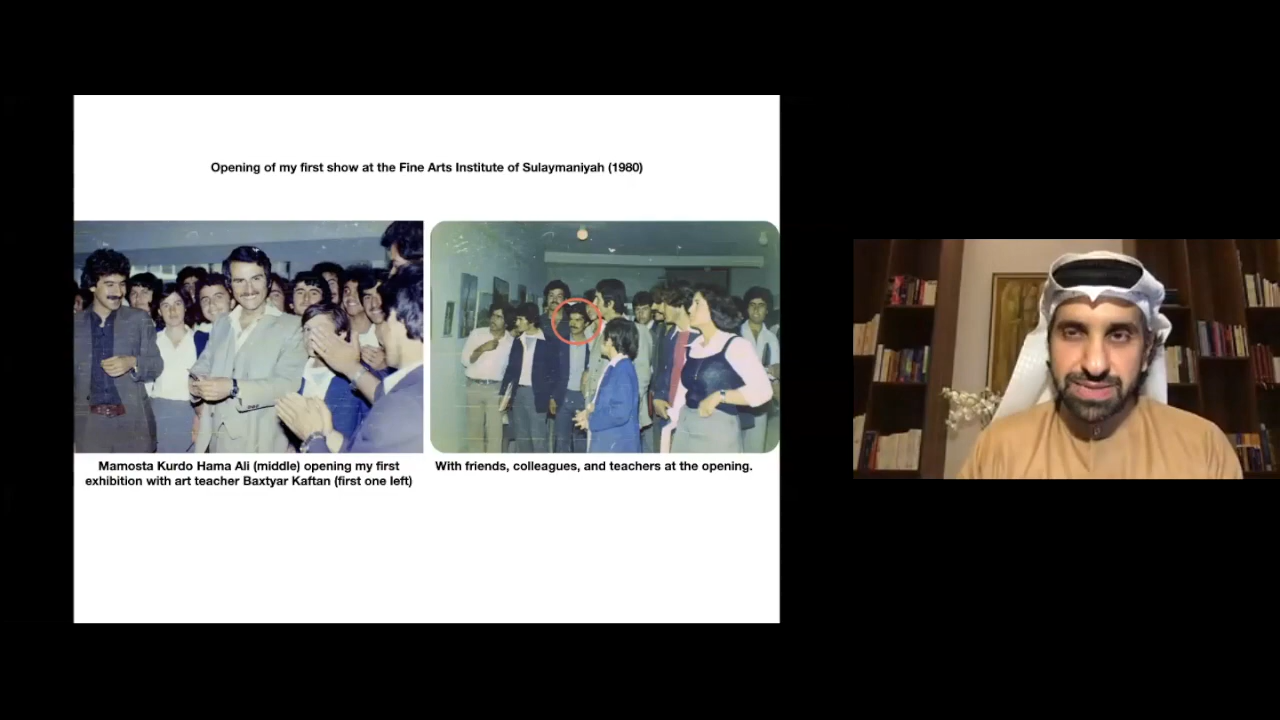 Opening of my first show at the Fine Arts Institute of Sulaymaniyah (1980)
Mamosta Kurdo Hama Ali (middle) opening my first
exhibition with art teacher Baxtyar Kaftan (first one left)
With friends, colleagues, and teachers at the opening.